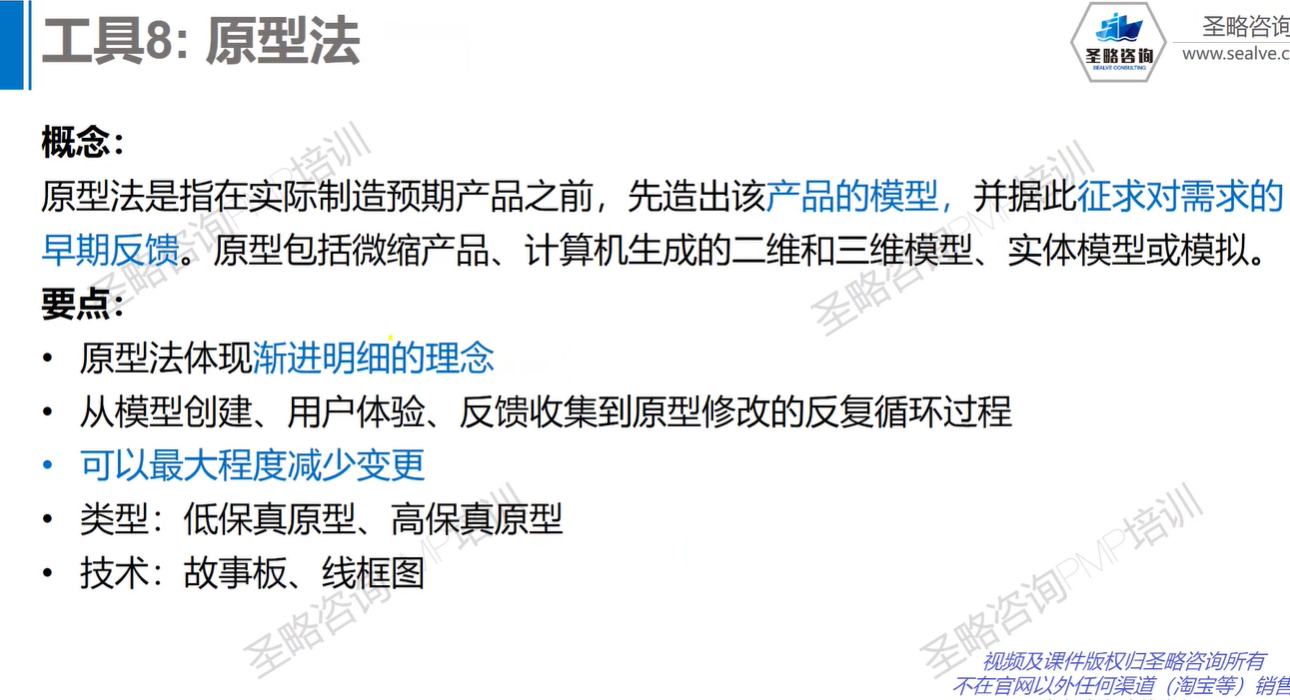 工具8: 原型法
圣略咨询
SEALVE CONSULTING
圣略咨询
www.sealve.c
概念：
原型法是指在实际制造预期产品之前，先造出该产品的模型，并据此征求对需求的
早期反馈。原型包括微缩产品、计算机生成的二维和三维模型、实体模型或模拟。
要点：
• 原型法体现渐进明细的理念
• 从模型创建、用户体验、反馈收集到原型修改的反复循环过程
• 可以最大程度减少变更
• 类型：低保真原型、高保真原型
• 技术：故事板、线框图
圣略咨询PMP培训
圣略咨询PMP培训
圣略咨询PMP培训
圣略咨询PMP培训
视频及课件版权归圣略咨询所有
不在官网以外任何渠道（淘宝等）销售